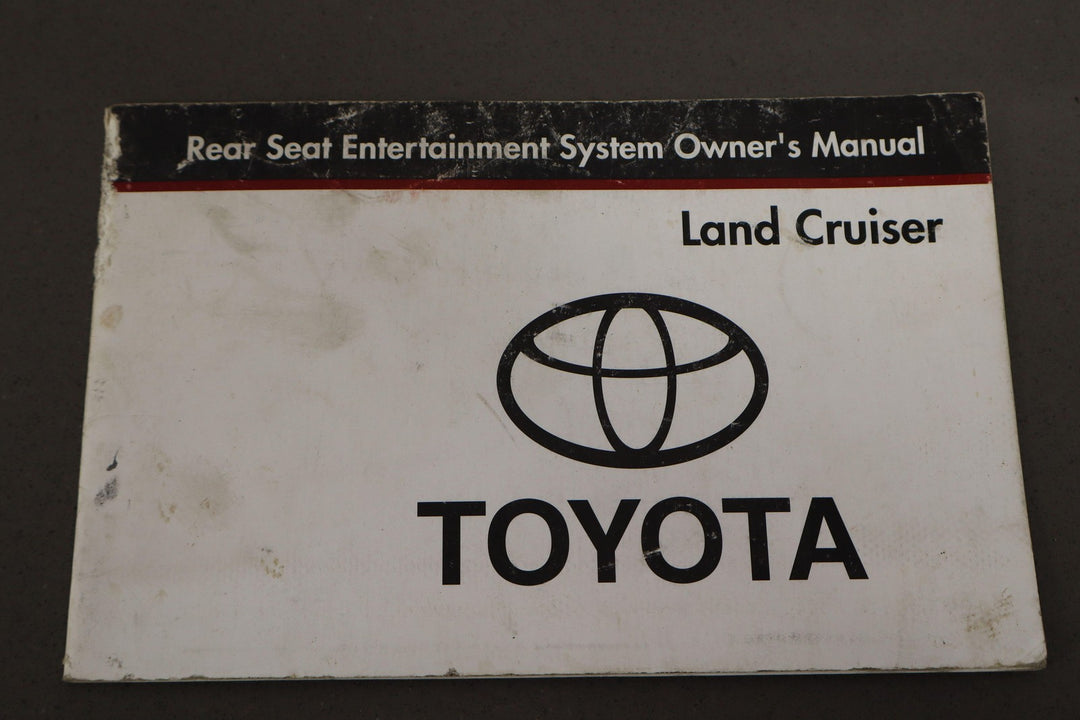 Rear Seat Entertainment System Owner's Manual
Land Cruiser
TOYOTA